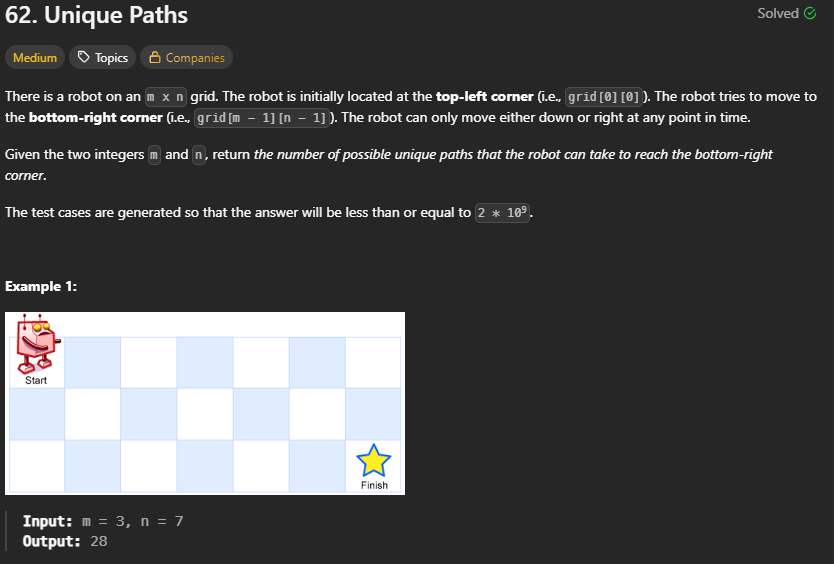 62. Unique Paths
Solved
Medium Topics Companies
There is a robot on an m x n grid. The robot is initially located at the top-left corner (i.e., grid[0][0]). The robot tries to move to
the bottom-right corner (i.e., grid[m - 1][n - 1]). The robot can only move either down or right at any point in time.
Given the two integers m and n, return the number of possible unique paths that the robot can take to reach the bottom-right
corner.
The test cases are generated so that the answer will be less than or equal to 2 * 10⁹.
Example 1:
Start
Finish
Input: m = 3, n = 7
Output: 28